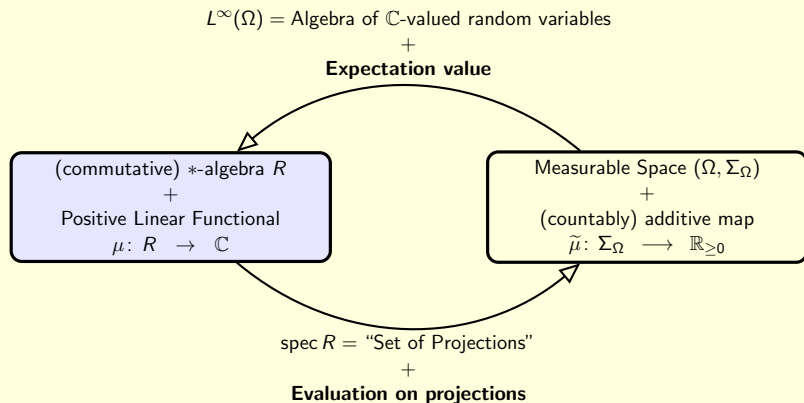 L∞(Ω) = Algebra of ℂ-valued random variables
+
Expectation value
(commutative) *-algebra R
+
Positive Linear Functional
μ: R → ℂ
Measurable Space (Ω, Σ_Ω)
+
(countably) additive map
μ̃: Σ_Ω ⟶ ℝ_≥0
spec R = “Set of Projections”
+
Evaluation on projections